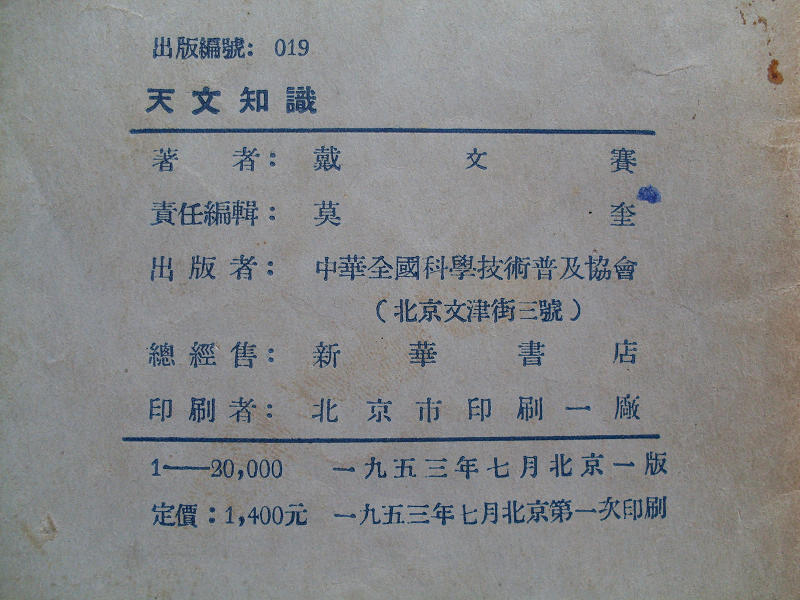 出版編號: 019
天文知識
著者: 戴文賽
責任編輯: 莫奎
出版者: 中華全國科學技術普及協會
(北京文津街三號)
總經售: 新華書店
印刷者: 北京市印刷一廠
1——20,000 一九五三年七月北京一版
定價: 1,400元 一九五三年七月北京第一次印刷